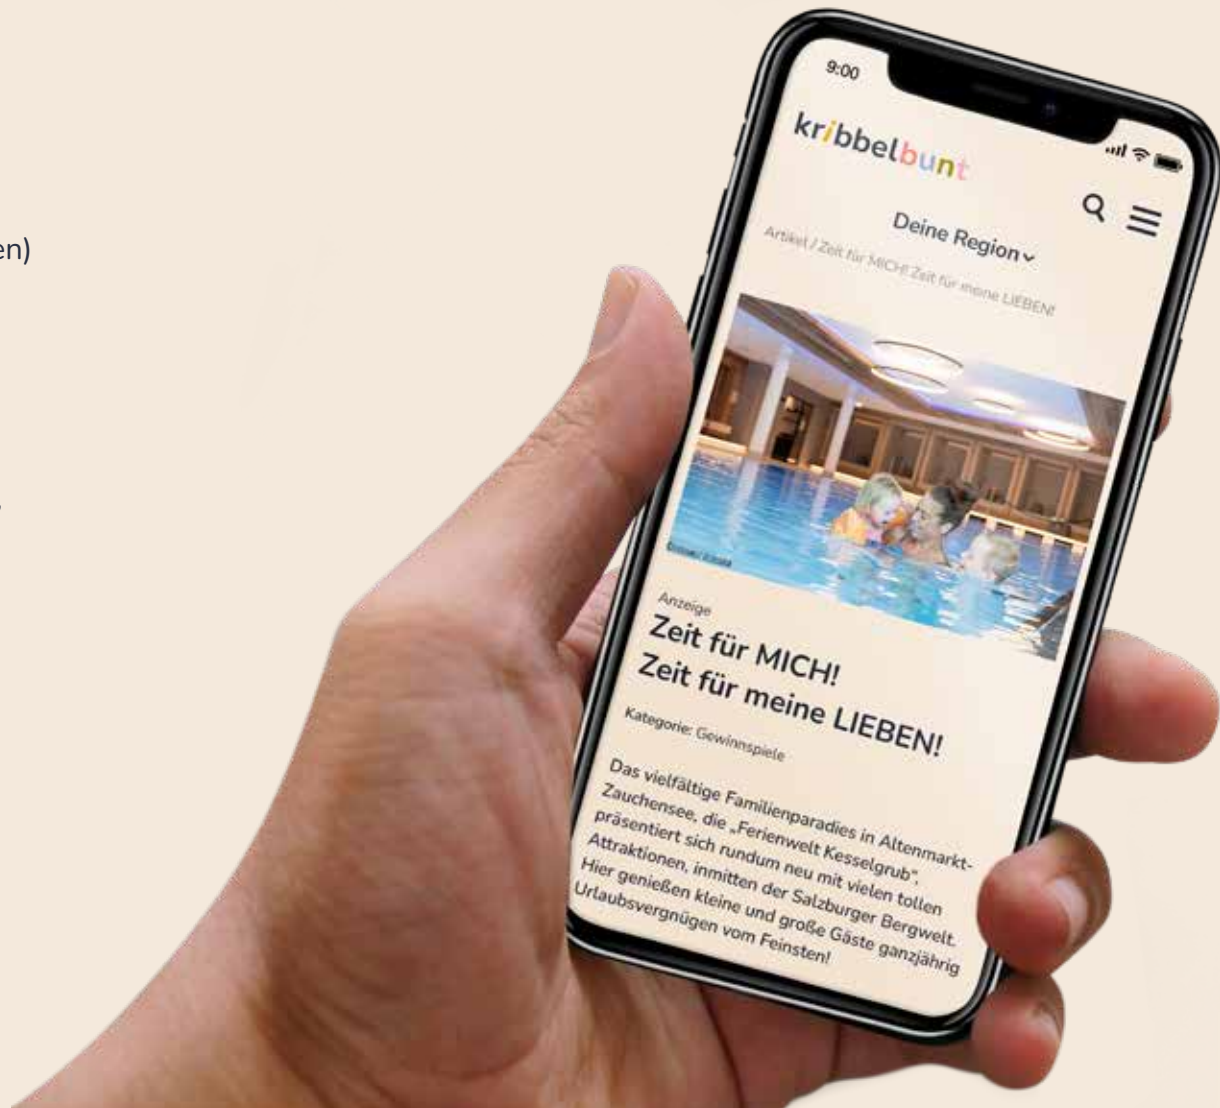 en)
9:00
kribbelbunt
Deine Region
Artikel / Zeit für MICH! Zeit für meine LIEBEN!
Anzeige
Zeit für MICH!
Zeit für meine LIEBEN!
Kategorie: Gewinnspiele
Das vielfältige Familienparadies in Altenmarkt-
Zauchensee, die „Ferienwelt Kesselgrub",
präsentiert sich rundum neu mit vielen tollen
Attraktionen, inmitten der Salzburger Bergwelt.
Hier genießen kleine und große Gäste ganzjährig
Urlaubsvergnügen vom Feinsten!